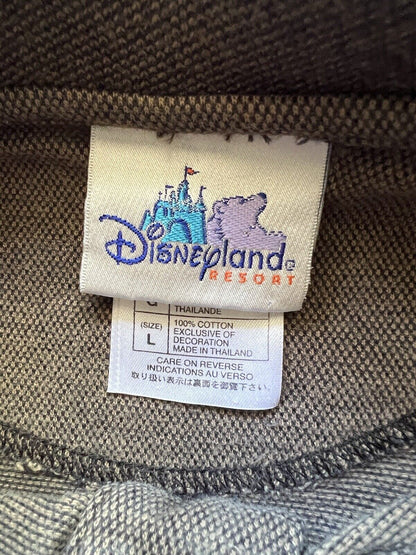 DISNEYland®
RESORT
G THAILANDE
(SIZE) 100% COTTON
L EXCLUSIVE OF
DECORATION
MADE IN THAILAND
CARE ON REVERSE
INDICATIONS AU VERSO
取り扱い表示は裏面を御覧下さい。